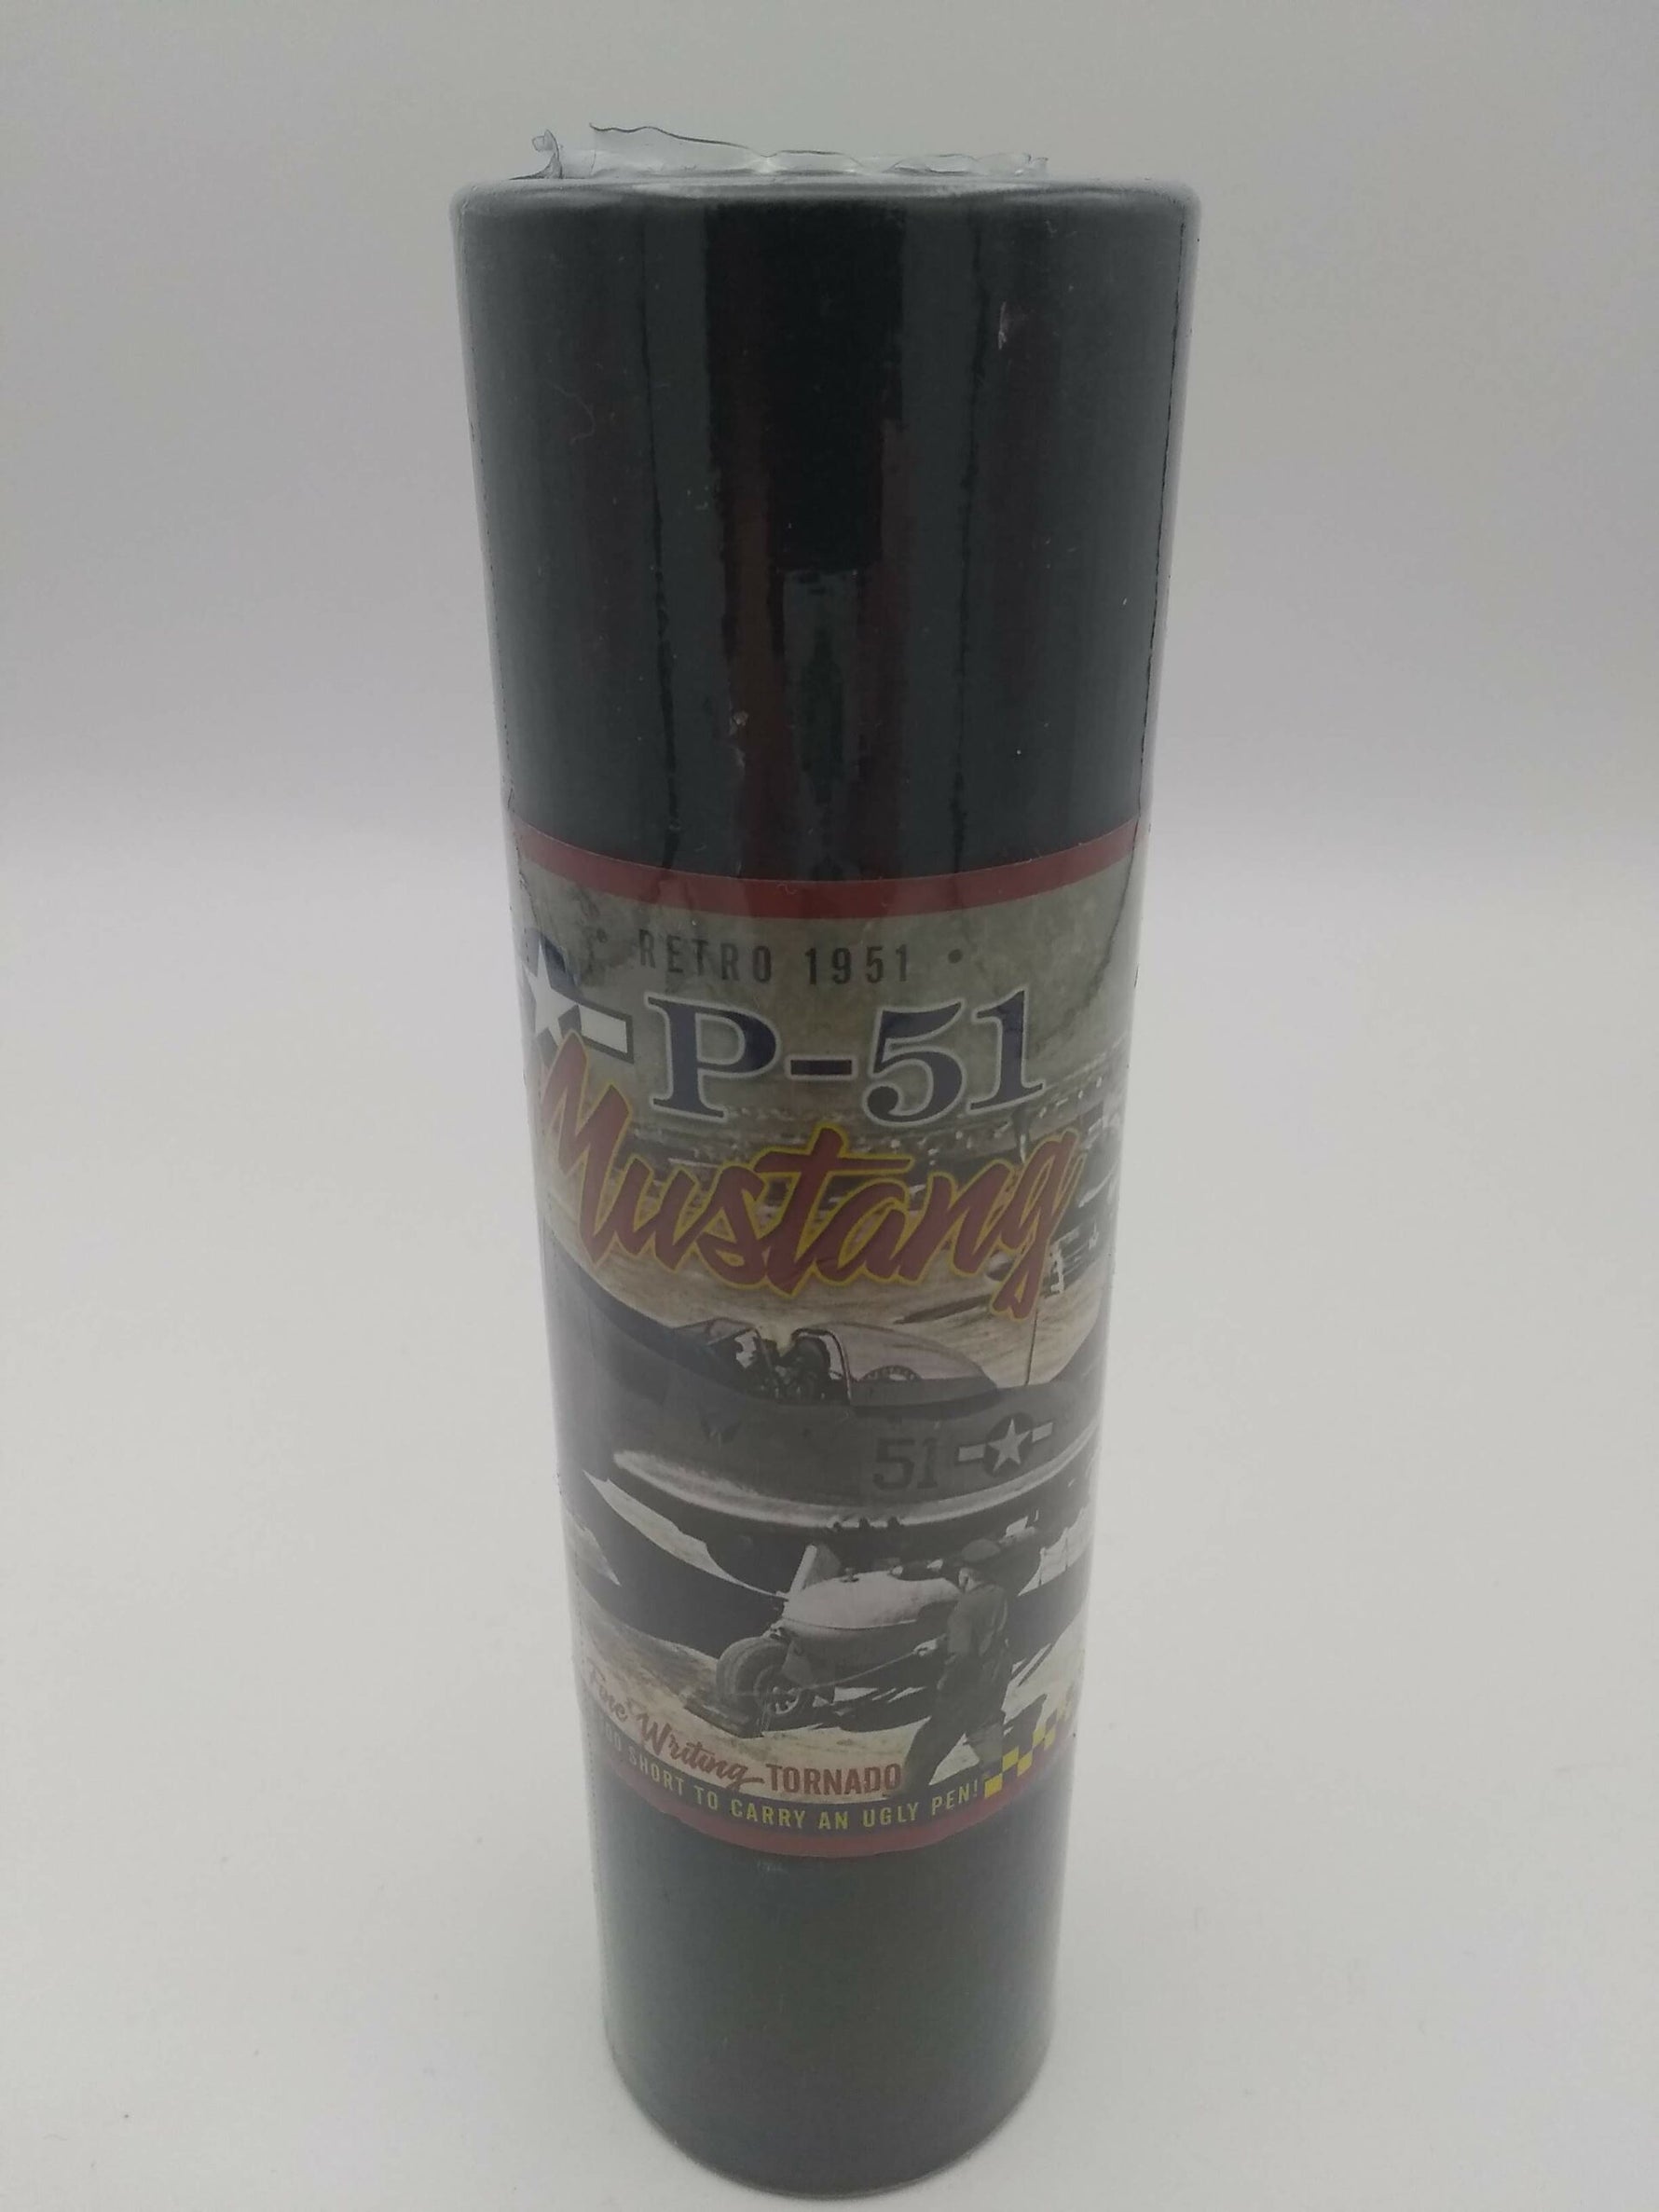 • RETRO 1951 •
P-51
Mustang
51
Fine Writing TORNADO
SHORT TO CARRY AN UGLY PEN!